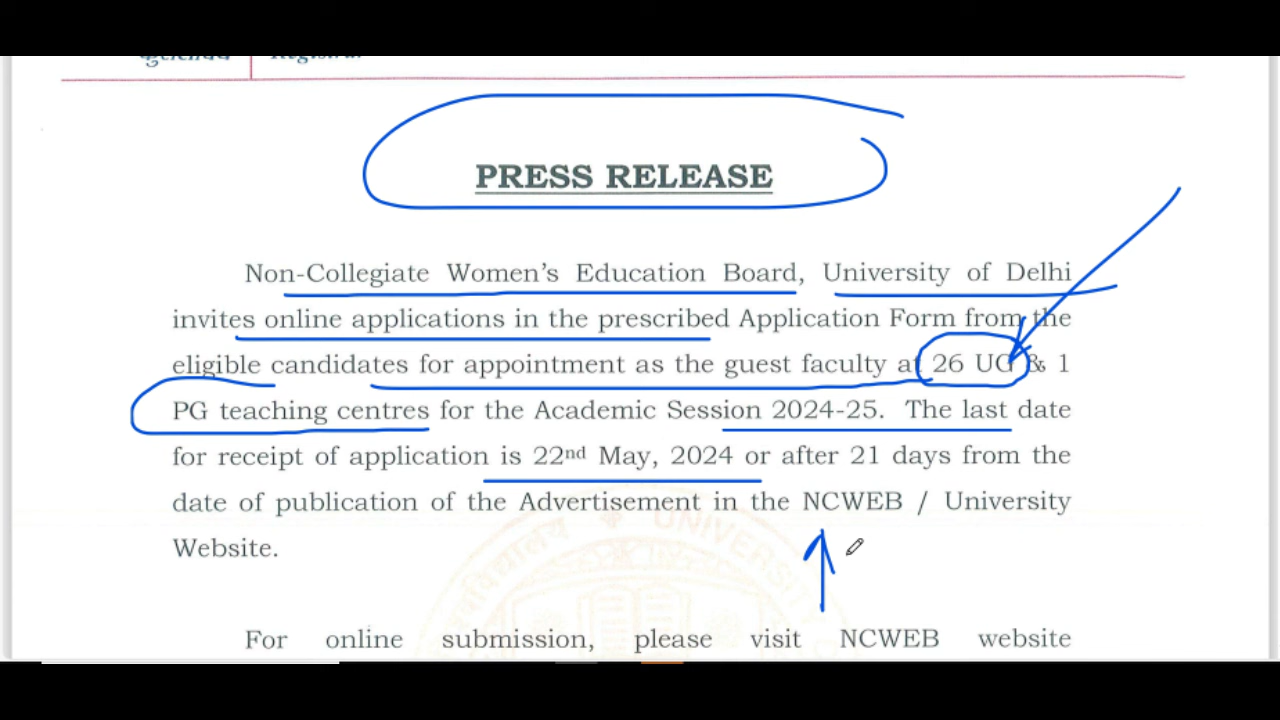 PRESS RELEASE
Non-Collegiate Women's Education Board, University of Delhi
invites online applications in the prescribed Application Form from the
eligible candidates for appointment as the guest faculty at 26 UG & 1
PG teaching centres for the Academic Session 2024-25. The last date
for receipt of application is 22nd May, 2024 or after 21 days from the
date of publication of the Advertisement in the NCWEB / University
Website.
For online submission, please visit NCWEB website